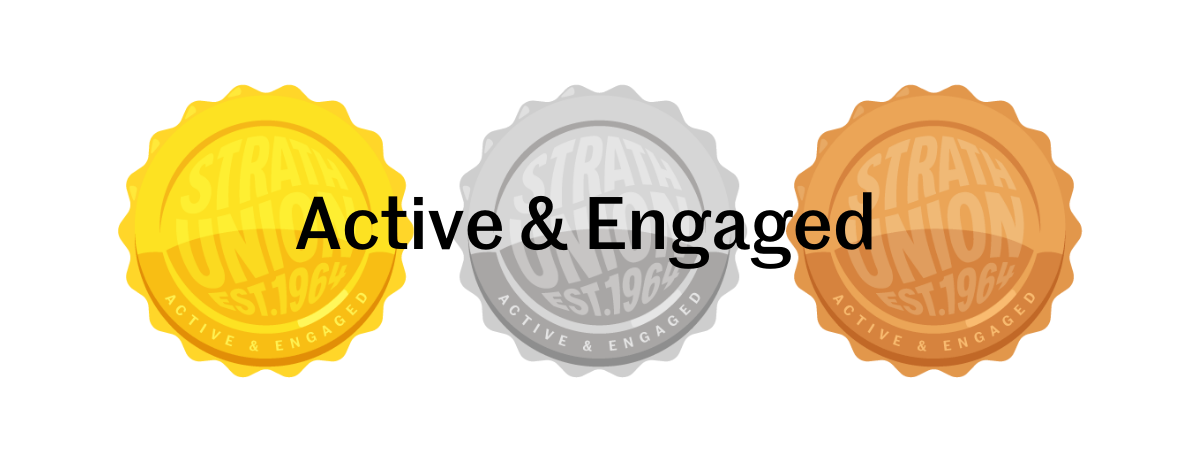 Active & Engaged
STRATH
UNION
EST.1964
ACTIVE & ENGAGED
STRATH
UNION
EST.1964
ACTIVE & ENGAGED
STRATH
UNION
EST.1964
ACTIVE & ENGAGED